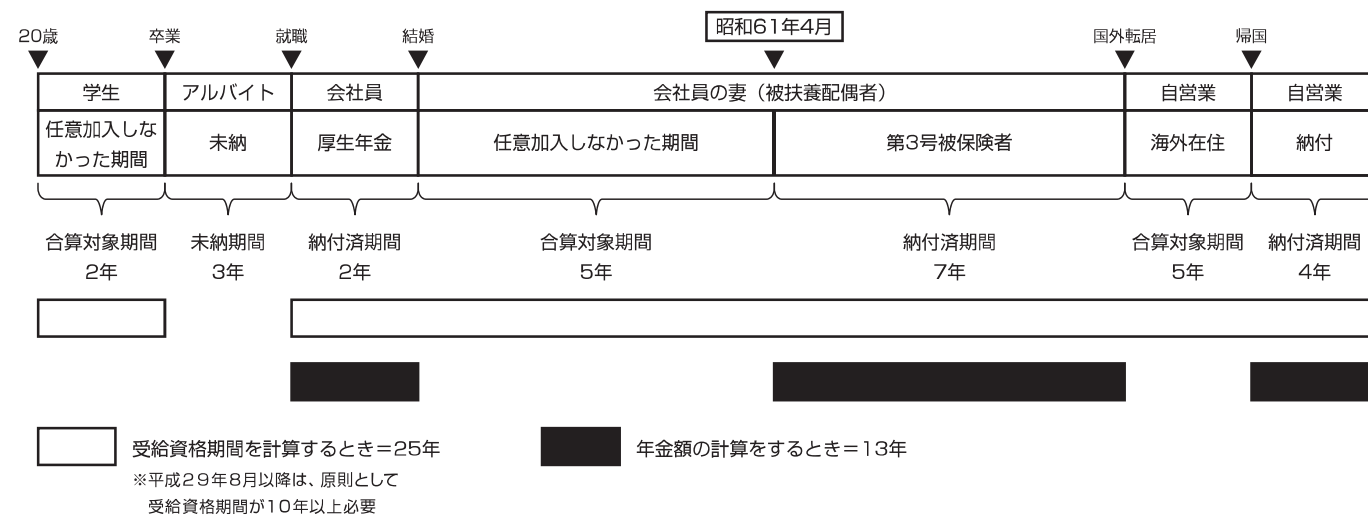 昭和61年4月
20歳 卒業 就職 結婚 国外転居 帰国
学生 アルバイト 会社員 会社員の妻（被扶養配偶者） 自営業 自営業
任意加入しな
かった期間
未納 厚生年金 任意加入しなかった期間 第3号被保険者 海外在住 納付
合算対象期間 未納期間 納付済期間 合算対象期間 納付済期間 合算対象期間 納付済期間
2年 3年 2年 5年 7年 5年 4年
受給資格期間を計算するとき＝25年 年金額の計算をするとき＝13年
※平成29年8月以降は、原則として
受給資格期間が10年以上必要